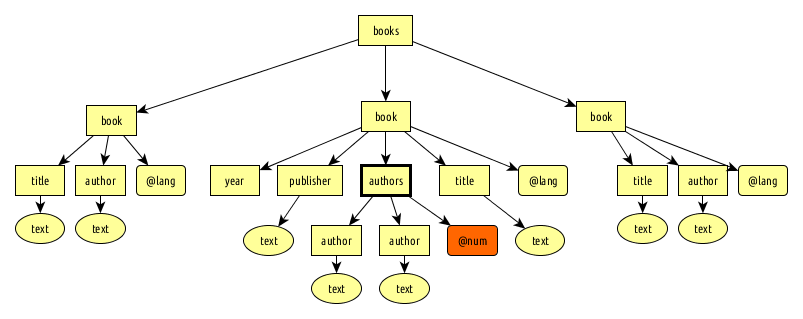 books
book
book
book
title
author
@lang
year
publisher
authors
title
@lang
title
author
@lang
text
text
text
author
author
@num
text
text
text
text
text